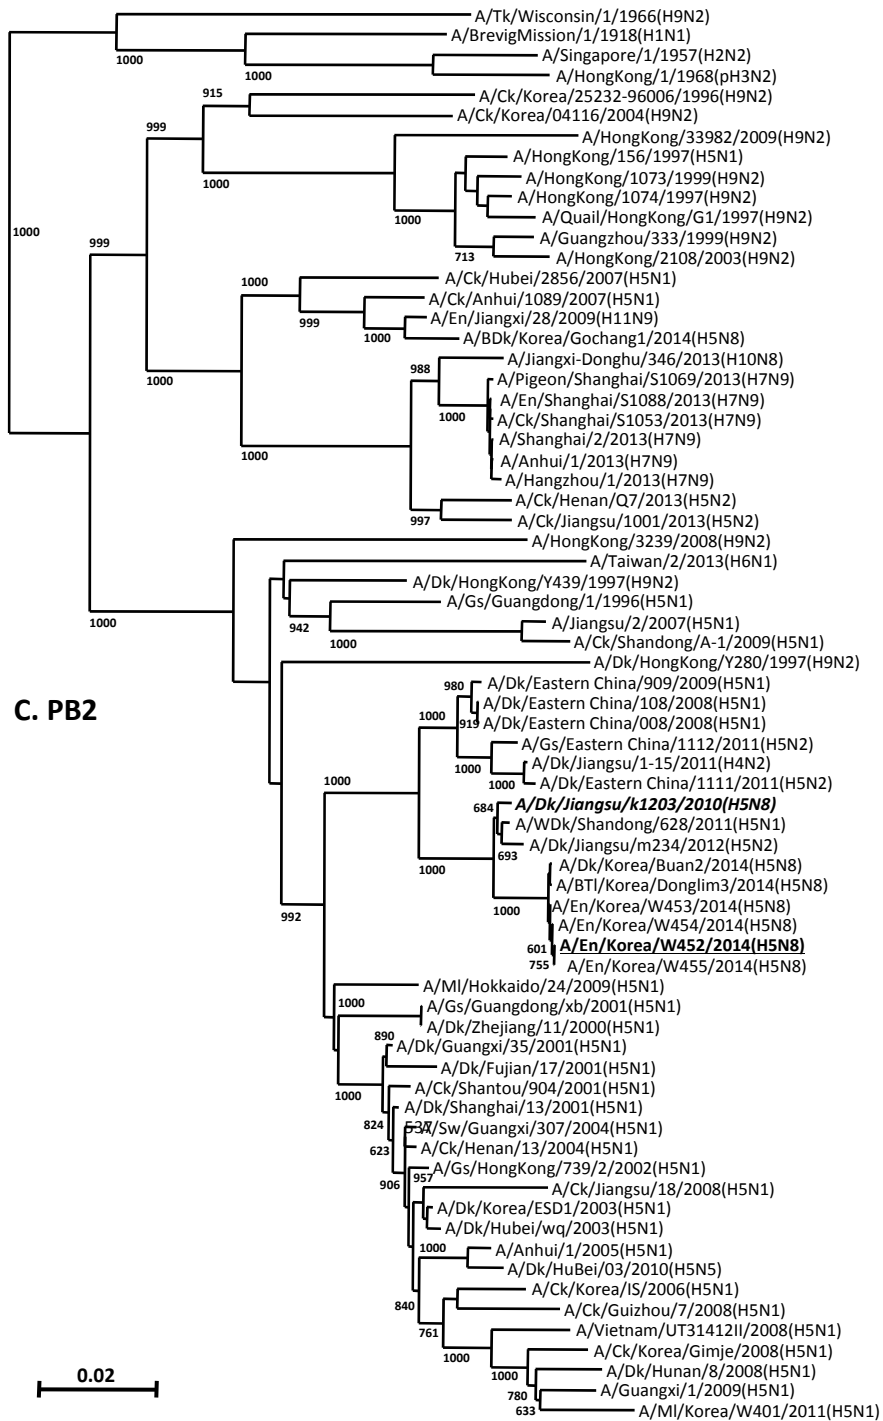 A/Tk/Wisconsin/1/1966(H9N2)
A/BrevigMission/1/1918(H1N1)
1000
A/Singapore/1/1957(H2N2)
1000
A/HongKong/1/1968(pH3N2)
915
A/Ck/Korea/25232-96006/1996(H9N2)
A/Ck/Korea/04116/2004(H9N2)
999
A/HongKong/33982/2009(H9N2)
A/HongKong/156/1997(H5N1)
1000
A/HongKong/1073/1999(H9N2)
A/HongKong/1074/1997(H9N2)
1000
A/Quail/HongKong/G1/1997(H9N2)
1000
A/Guangzhou/333/1999(H9N2)
999
713
A/HongKong/2108/2003(H9N2)
1000
A/Ck/Hubei/2856/2007(H5N1)
A/Ck/Anhui/1089/2007(H5N1)
999
A/En/Jiangxi/28/2009(H11N9)
1000
A/BDk/Korea/Gochang1/2014(H5N8)
988
A/Jiangxi-Donghu/346/2013(H10N8)
1000
A/Pigeon/Shanghai/S1069/2013(H7N9)
A/En/Shanghai/S1088/2013(H7N9)
1000
A/Ck/Shanghai/S1053/2013(H7N9)
A/Shanghai/2/2013(H7N9)
1000
A/Anhui/1/2013(H7N9)
A/Hangzhou/1/2013(H7N9)
A/Ck/Henan/Q7/2013(H5N2)
997
A/Ck/Jiangsu/1001/2013(H5N2)
A/HongKong/3239/2008(H9N2)
A/Taiwan/2/2013(H6N1)
A/Dk/HongKong/Y439/1997(H9N2)
A/Gs/Guangdong/1/1996(H5N1)
1000
942
A/Jiangsu/2/2007(H5N1)
1000
A/Ck/Shandong/A-1/2009(H5N1)
A/Dk/HongKong/Y280/1997(H9N2)
980
A/Dk/Eastern China/909/2009(H5N1)
A/Dk/Eastern China/108/2008(H5N1)
C. PB2
1000
919
A/Dk/Eastern China/008/2008(H5N1)
A/Gs/Eastern China/1112/2011(H5N2)
1000
A/Dk/Jiangsu/1-15/2011(H4N2)
1000
1000
A/Dk/Eastern China/1111/2011(H5N2)
684
A/Dk/Jiangsu/k1203/2010(H5N8)
A/WDk/Shandong/628/2011(H5N1)
A/Dk/Jiangsu/m234/2012(H5N2)
693
1000
A/Dk/Korea/Buan2/2014(H5N8)
A/BTl/Korea/Donglim3/2014(H5N8)
1000
A/En/Korea/W453/2014(H5N8)
992
A/En/Korea/W454/2014(H5N8)
601
A/En/Korea/W452/2014(H5N8)
755
A/En/Korea/W455/2014(H5N8)
A/Ml/Hokkaido/24/2009(H5N1)
1000
A/Gs/Guangdong/xb/2001(H5N1)
A/Dk/Zhejiang/11/2000(H5N1)
890
A/Dk/Guangxi/35/2001(H5N1)
A/Dk/Fujian/17/2001(H5N1)
1000
A/Ck/Shantou/904/2001(H5N1)
A/Dk/Shanghai/13/2001(H5N1)
824
537
A/Sw/Guangxi/307/2004(H5N1)
623
A/Ck/Henan/13/2004(H5N1)
A/Gs/HongKong/739/2/2002(H5N1)
906
957
A/Ck/Jiangsu/18/2008(H5N1)
A/Dk/Korea/ESD1/2003(H5N1)
A/Dk/Hubei/wq/2003(H5N1)
1000
A/Anhui/1/2005(H5N1)
A/Dk/HuBei/03/2010(H5N5)
A/Ck/Korea/IS/2006(H5N1)
840
A/Ck/Guizhou/7/2008(H5N1)
761
A/Vietnam/UT31412II/2008(H5N1)
1000
A/Ck/Korea/Gimje/2008(H5N1)
0.02
1000
A/Dk/Hunan/8/2008(H5N1)
780
A/Guangxi/1/2009(H5N1)
633
A/Ml/Korea/W401/2011(H5N1)